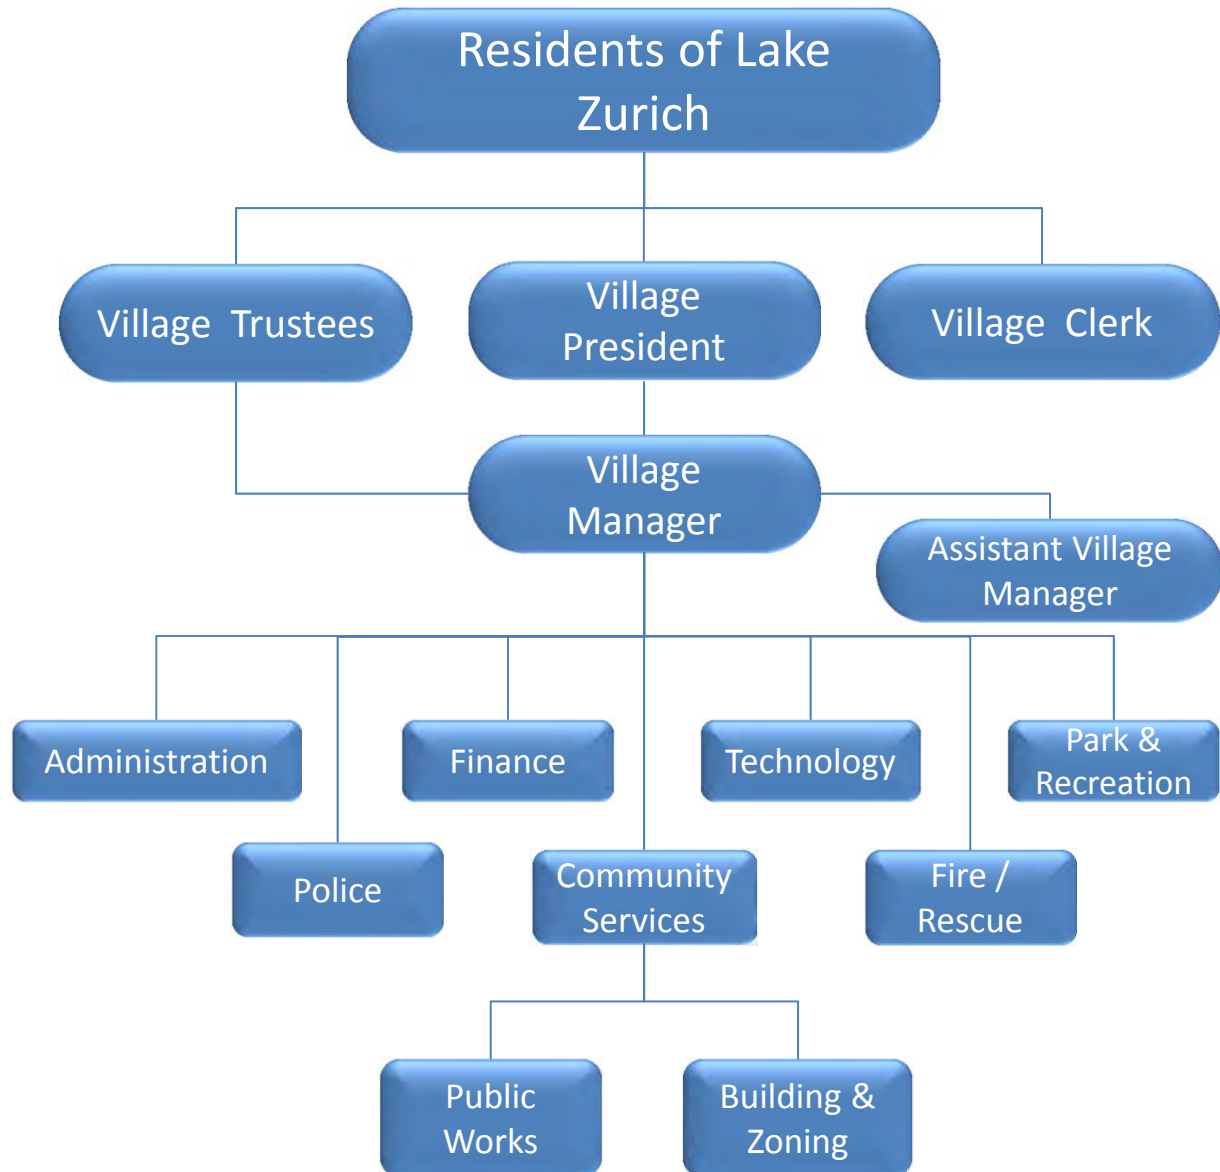 Residents of Lake
Zurich
Village Trustees
Village
President
Village Clerk
Village
Manager
Assistant Village
Manager
Administration
Finance
Technology
Park &
Recreation
Police
Community
Services
Fire /
Rescue
Public
Works
Building &
Zoning